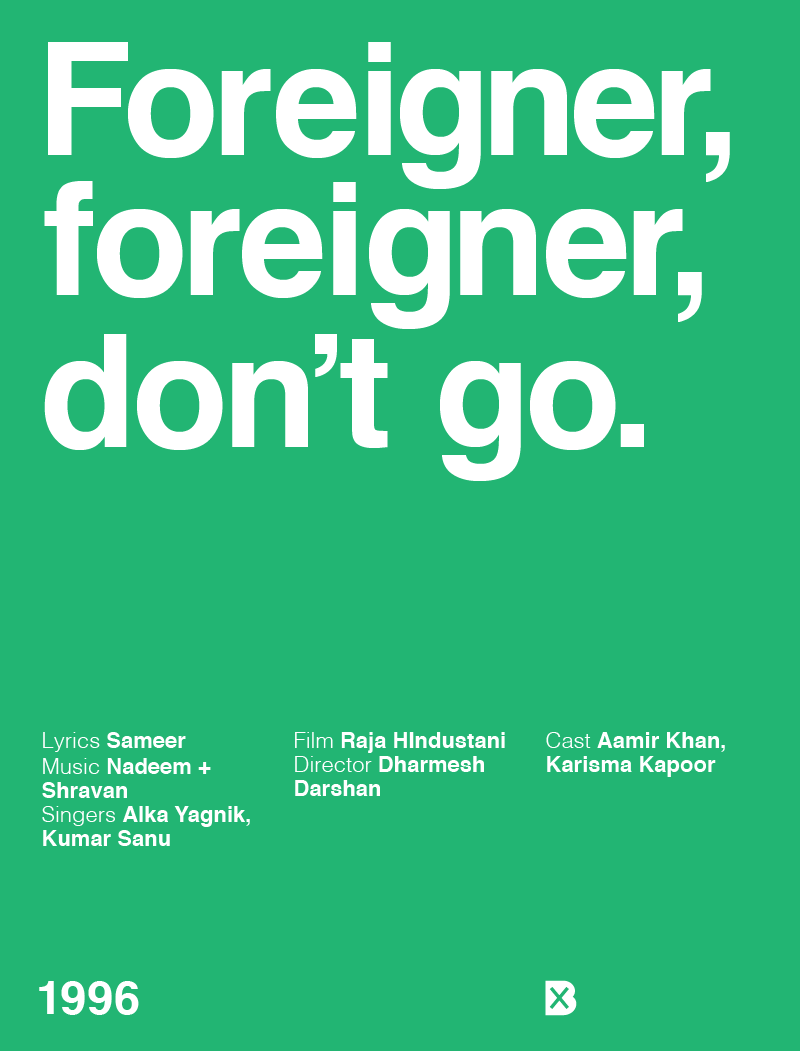 Foreigner,
foreigner,
don’t go.
Lyrics Sameer
Music Nadeem +
Shravan
Singers Alka Yagnik,
Kumar Sanu
Film Raja HIndustani
Director Dharmesh
Darshan
Cast Aamir Khan,
Karisma Kapoor
1996
BX